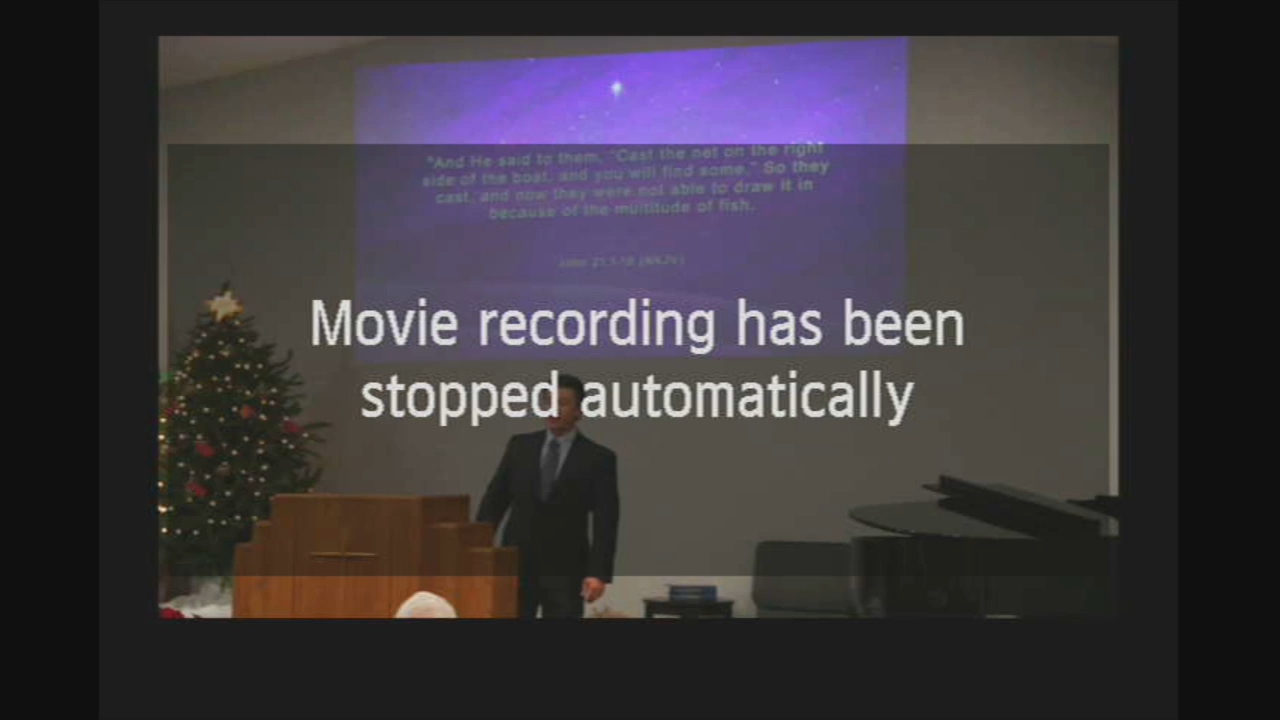 "And He said to them, "Cast the net on the right
side of the boat, and you will find some." So they
cast, and now they were not able to draw it in
because of the multitude of fish.
John 21:
Movie recording has been
stopped automatically